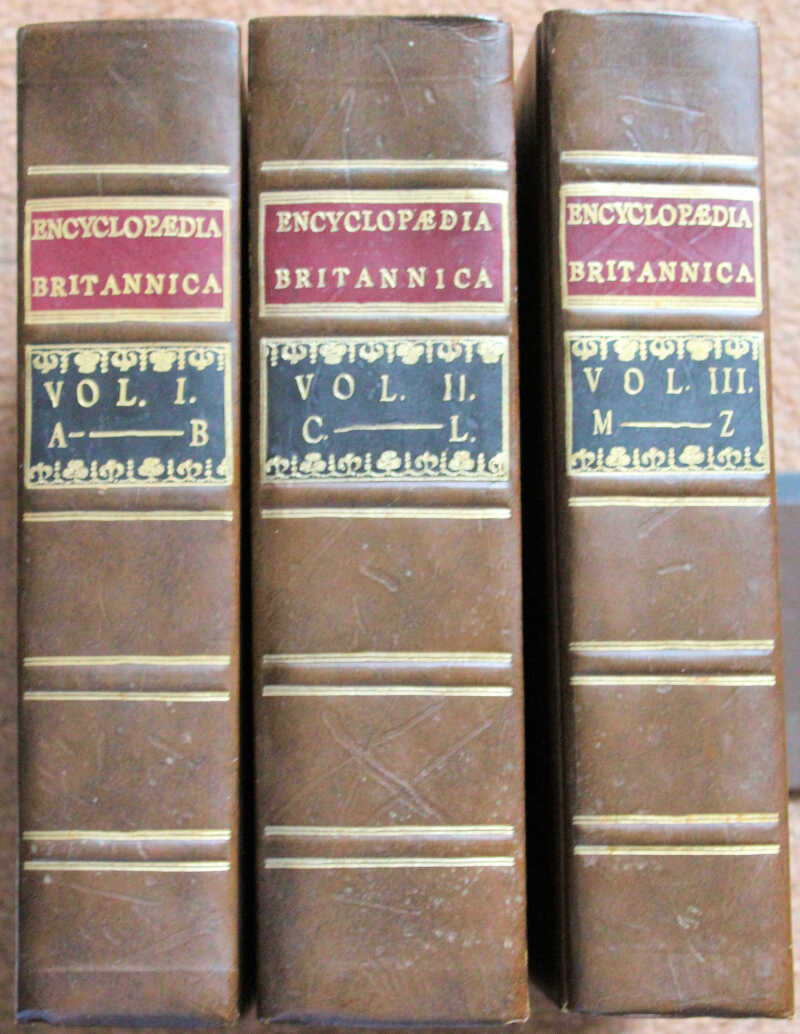 ENCYCLOPÆDIA
BRITANNICA
VOL. I.
A — B
ENCYCLOPÆDIA
BRITANNICA
VOL. II.
C. — L.
ENCYCLOPÆDIA
BRITANNICA
VOL. III.
M — Z